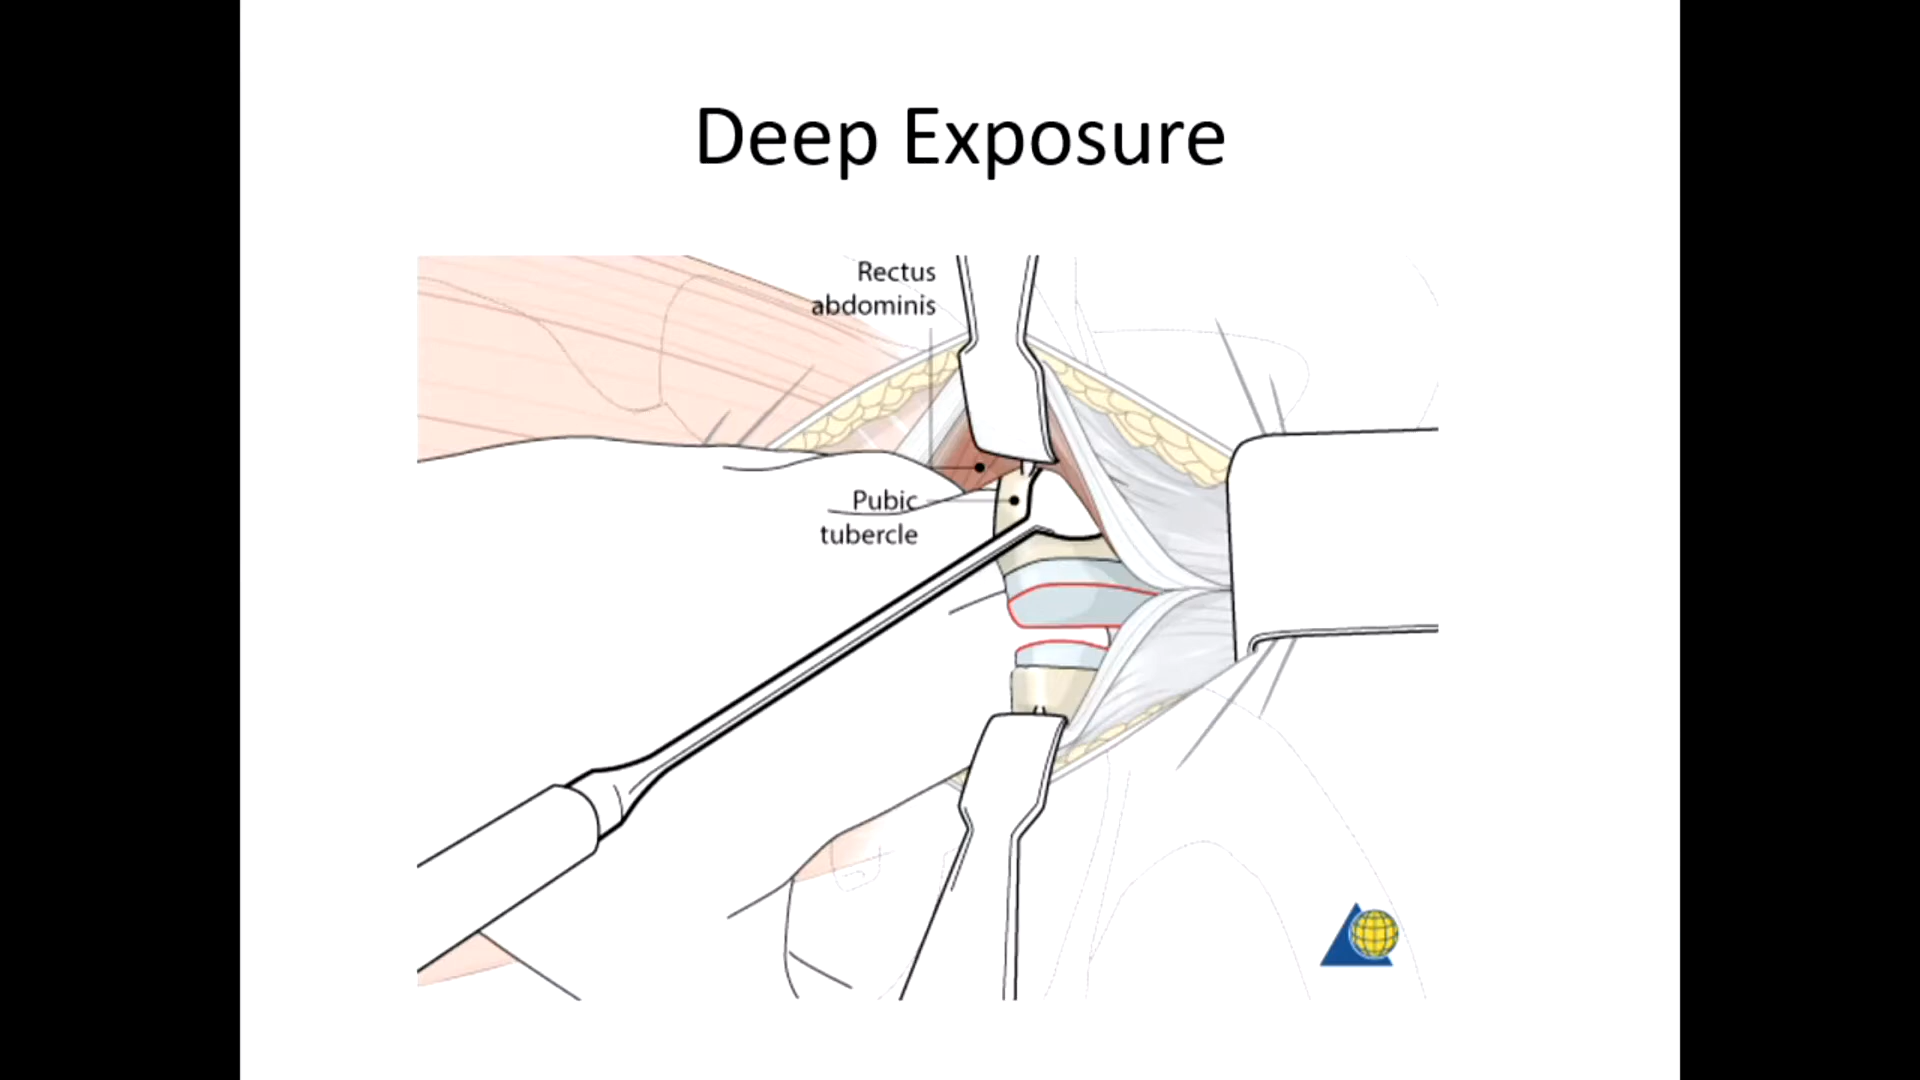 Deep Exposure
Rectus
abdominis
Pubic
tubercle